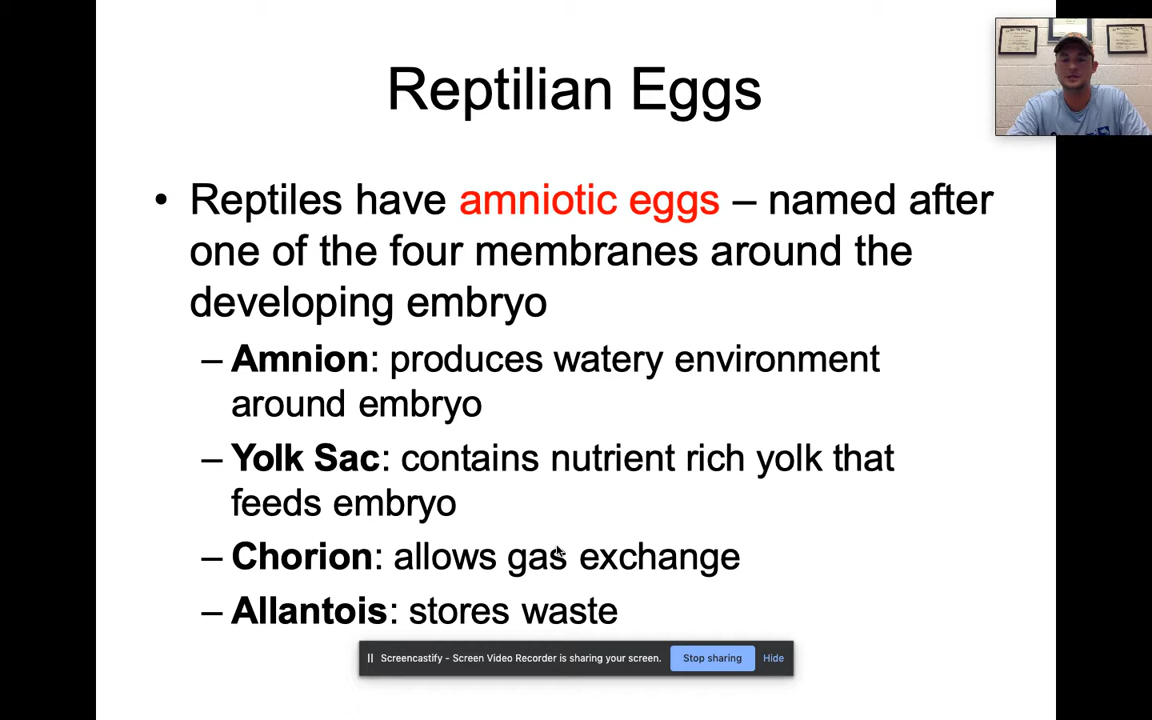 Reptilian Eggs
• Reptiles have amniotic eggs – named after
one of the four membranes around the
developing embryo
– Amnion: produces watery environment
around embryo
– Yolk Sac: contains nutrient rich yolk that
feeds embryo
– Chorion: allows gas exchange
– Allantois: stores waste
Screencastify - Screen Video Recorder is sharing your screen. Stop sharing Hide